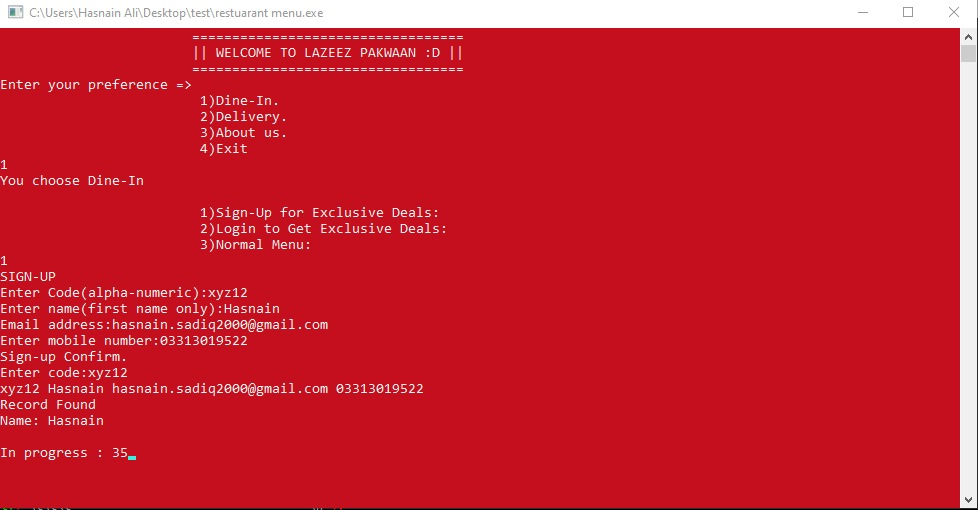 C:\Users\Hasnain Ali\Desktop\test\restuarant menu.exe
==================================
|| WELCOME TO LAZEEZ PAKWAAN :D ||
==================================
Enter your preference =>
1)Dine-In.
2)Delivery.
3)About us.
4)Exit
1
You choose Dine-In
1)Sign-Up for Exclusive Deals:
2)Login to Get Exclusive Deals:
3)Normal Menu:
1
SIGN-UP
Enter Code(alpha-numeric):xyz12
Enter name(first name only):Hasnain
Email address:hasnain.sadiq2000@gmail.com
Enter mobile number:03313019522
Sign-up Confirm.
Enter code:xyz12
xyz12 Hasnain hasnain.sadiq2000@gmail.com 03313019522
Record Found
Name: Hasnain
In progress : 35